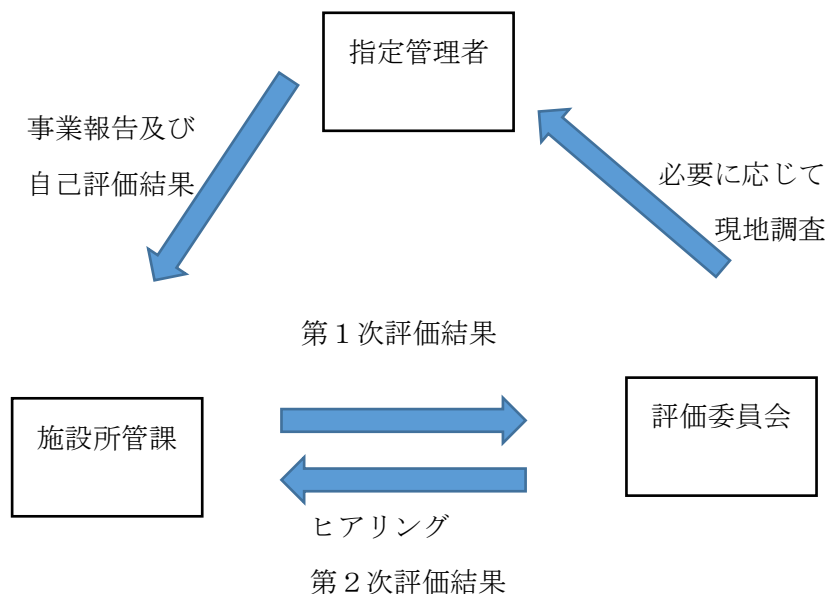 指定管理者
事業報告及び
自己評価結果
必要に応じて
現地調査
第１次評価結果
施設所管課
評価委員会
ヒアリング
第２次評価結果